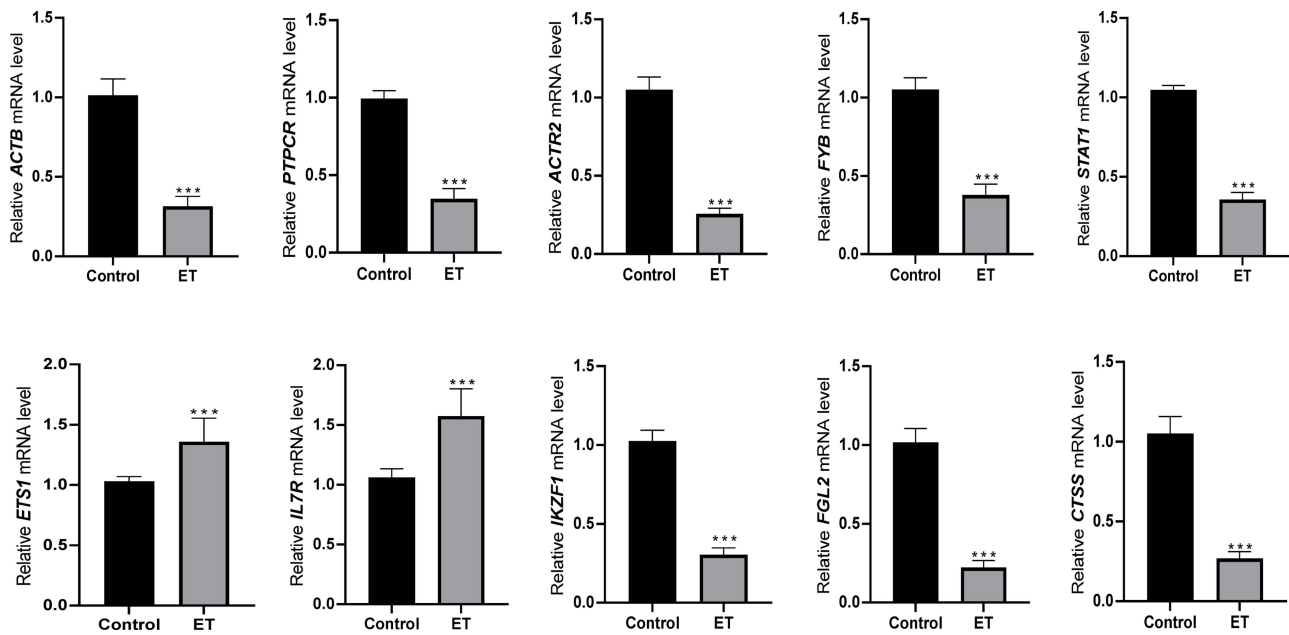 Relative ACTB mRNA level
1.5
1.0
0.5
0.0
***
Control ET
Relative PTPCR mRNA level
1.5
1.0
0.5
0.0
***
Control ET
Relative ACTR2 mRNA level
1.5
1.0
0.5
0.0
***
Control ET
Relative FYB mRNA level
1.5
1.0
0.5
0.0
***
Control ET
Relative STAT1 mRNA level
1.5
1.0
0.5
0.0
***
Control ET
Relative ETS1 mRNA level
2.0
1.5
1.0
0.5
0.0
***
Control ET
Relative IL7R mRNA level
2.0
1.5
1.0
0.5
0.0
***
Control ET
Relative IKZF1 mRNA level
1.5
1.0
0.5
0.0
***
Control ET
Relative FGL2 mRNA level
1.5
1.0
0.5
0.0
***
Control ET
Relative CTSS mRNA level
1.5
1.0
0.5
0.0
***
Control ET